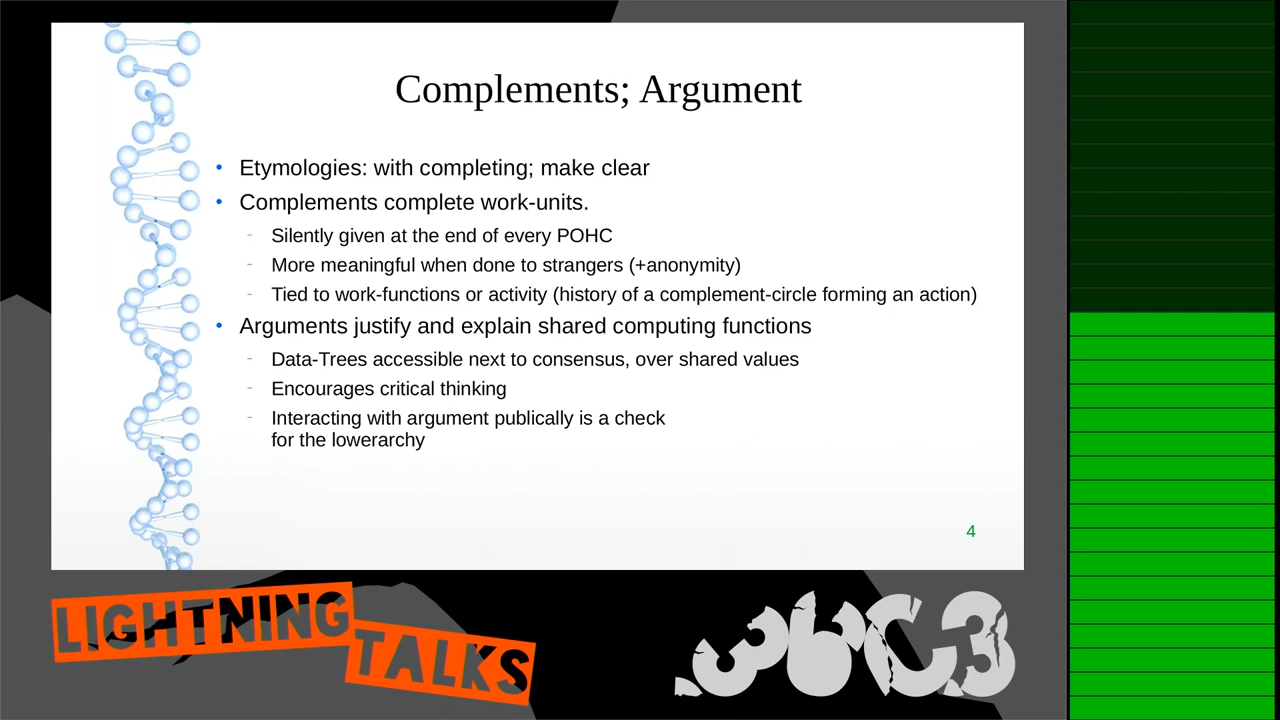 Complements; Argument
• Etymologies: with completing; make clear
• Complements complete work-units.
- Silently given at the end of every POHC
- More meaningful when done to strangers (+anonymity)
- Tied to work-functions or activity (history of a complement-circle forming an action)
• Arguments justify and explain shared computing functions
- Data-Trees accessible next to consensus, over shared values
- Encourages critical thinking
- Interacting with argument publically is a check
for the lowerarchy
4
LIGHTNING
TALKS
36C3